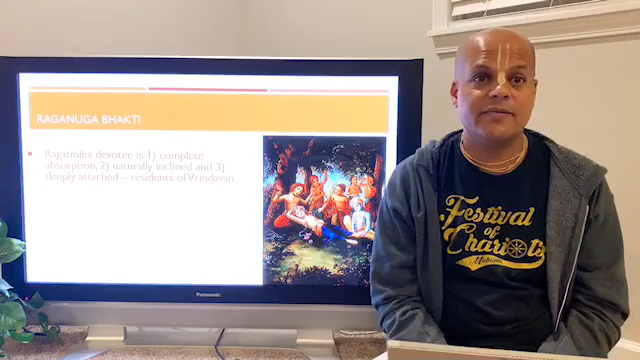 RAGANUGA BHAKTI
Ragatmika devotee is 1) complete
absorption, 2) naturally inclined and 3)
deeply attached – residents of Vrindavan
Panasonic
Festival
of
Chariots